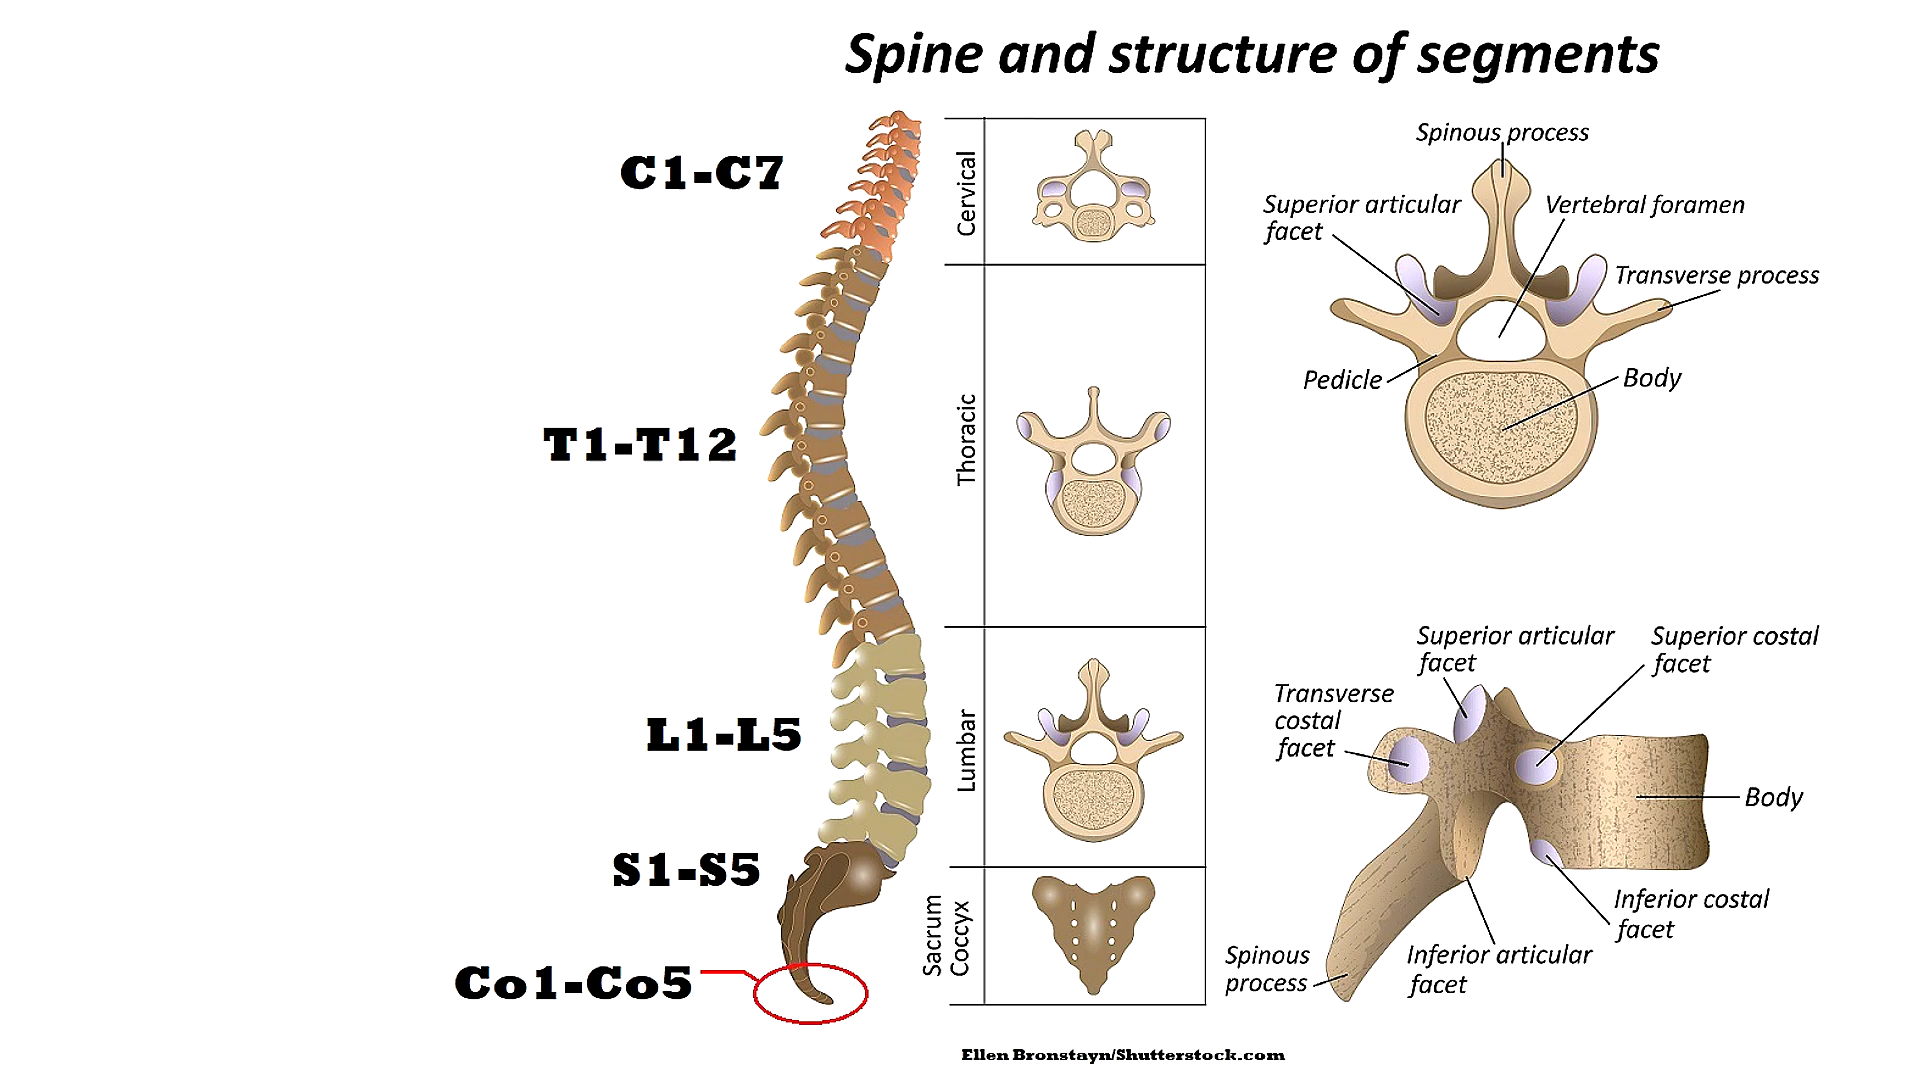 Spine and structure of segments
C1-C7
T1-T12
L1-L5
S1-S5
Co1-Co5
Cervical
Thoracic
Lumbar
Sacrum
Coccyx
Spinous process
Superior articular
facet
Vertebral foramen
Transverse process
Pedicle
Body
Superior articular
facet
Superior costal
facet
Transverse
costal
facet
Body
Inferior costal
facet
Inferior articular
facet
Spinous
process
Ellen Bronstayn/Shutterstock.com